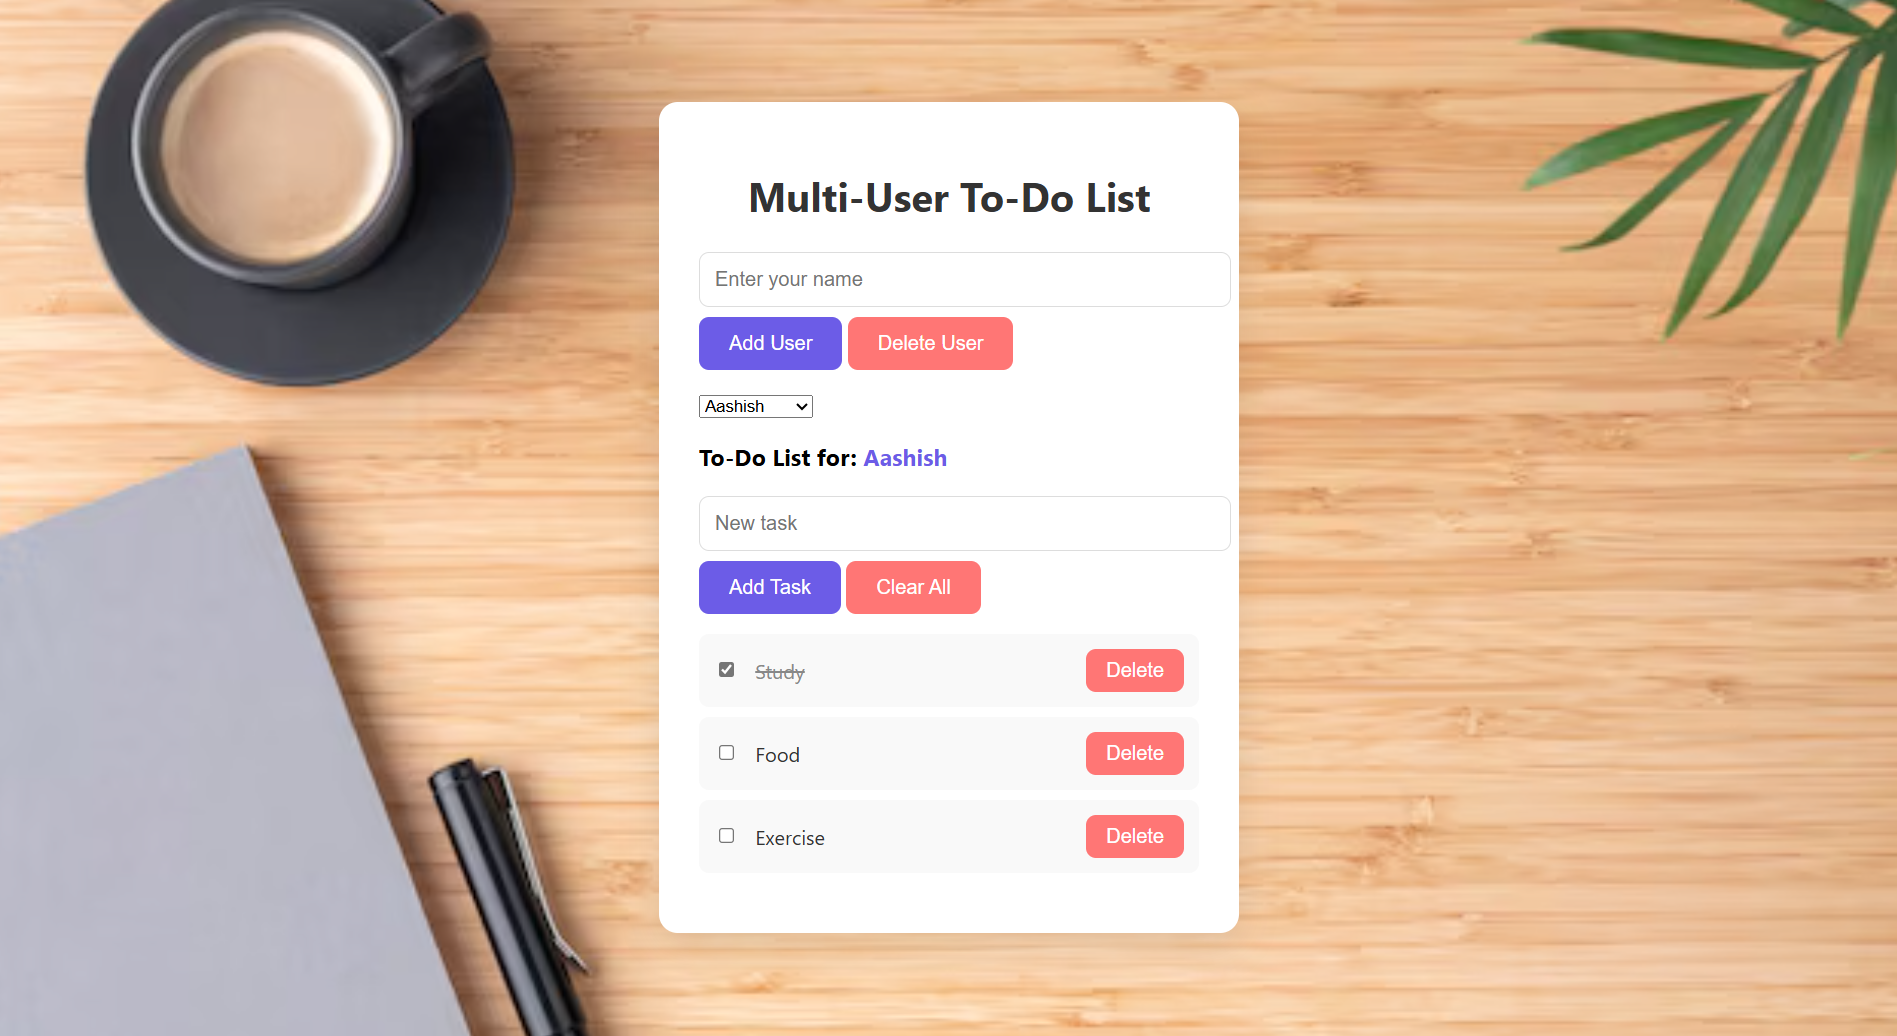 Multi-User To-Do List
Enter your name
Add User Delete User
Aashish
To-Do List for: Aashish
New task
Add Task Clear All
Study Delete
Food Delete
Exercise Delete